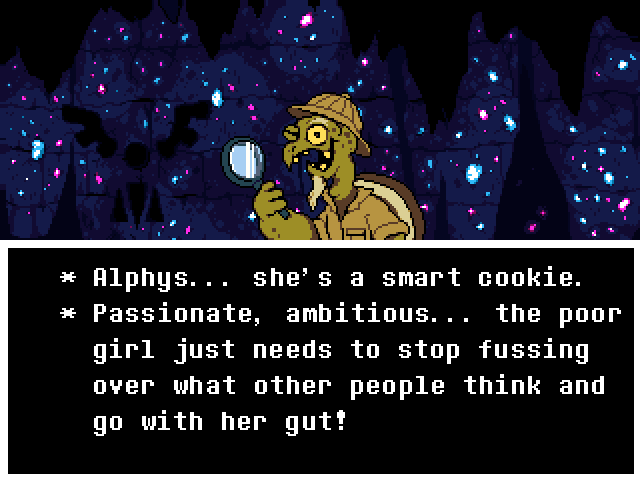 * Alphys... she's a smart cookie.
* Passionate, ambitious... the poor
girl just needs to stop fussing
over what other people think and
go with her gut!